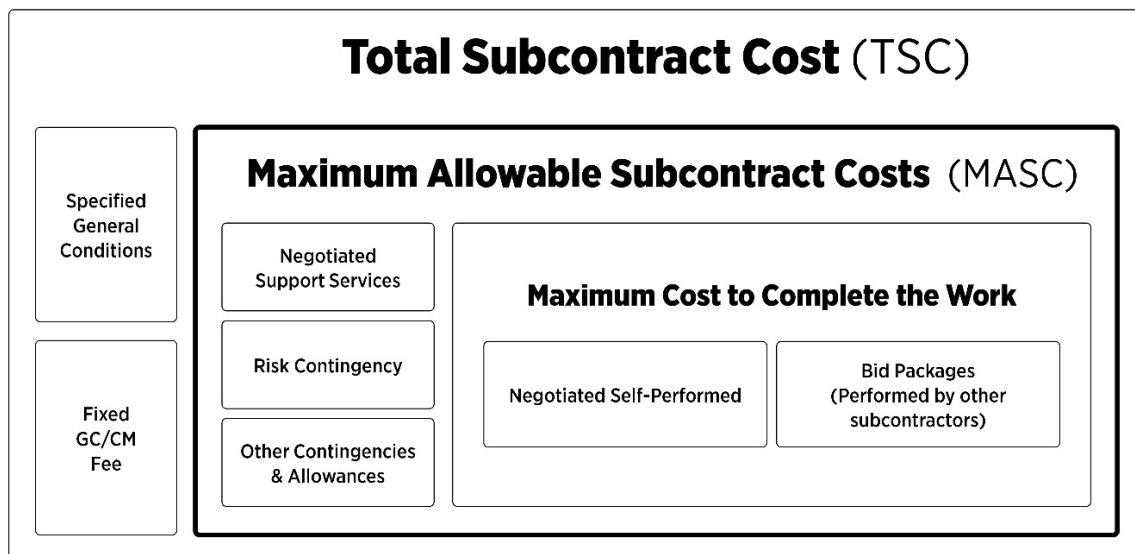 Total Subcontract Cost (TSC)
Specified
General
Conditions
Fixed
GC/CM
Fee
Maximum Allowable Subcontract Costs (MASC)
Negotiated
Support Services
Risk Contingency
Other Contingencies
& Allowances
Maximum Cost to Complete the Work
Negotiated Self-Performed
Bid Packages
(Performed by other
subcontractors)